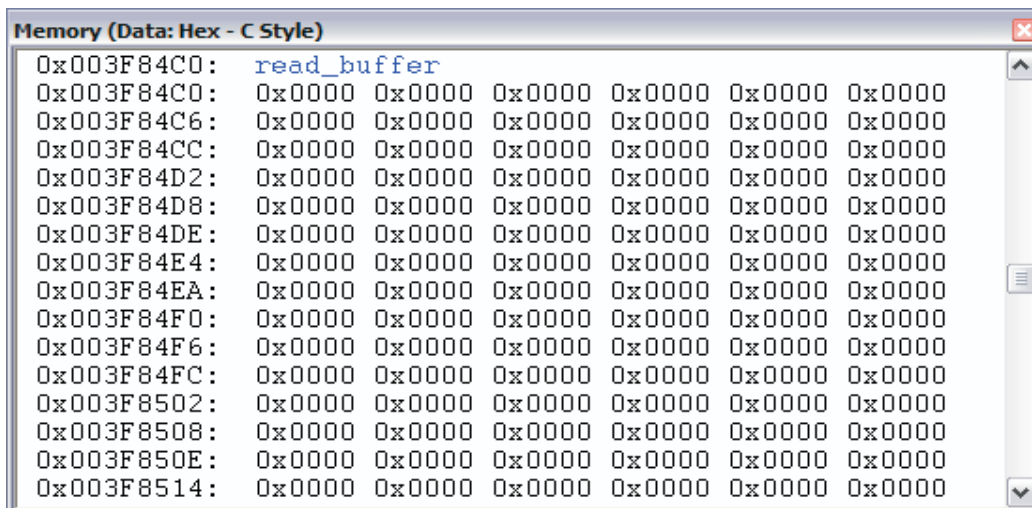 Memory (Data: Hex - C Style)
0x003F84C0: read_buffer
0x003F84C0: 0x0000 0x0000 0x0000 0x0000 0x0000 0x0000
0x003F84C6: 0x0000 0x0000 0x0000 0x0000 0x0000 0x0000
0x003F84CC: 0x0000 0x0000 0x0000 0x0000 0x0000 0x0000
0x003F84D2: 0x0000 0x0000 0x0000 0x0000 0x0000 0x0000
0x003F84D8: 0x0000 0x0000 0x0000 0x0000 0x0000 0x0000
0x003F84DE: 0x0000 0x0000 0x0000 0x0000 0x0000 0x0000
0x003F84E4: 0x0000 0x0000 0x0000 0x0000 0x0000 0x0000
0x003F84EA: 0x0000 0x0000 0x0000 0x0000 0x0000 0x0000
0x003F84F0: 0x0000 0x0000 0x0000 0x0000 0x0000 0x0000
0x003F84F6: 0x0000 0x0000 0x0000 0x0000 0x0000 0x0000
0x003F84FC: 0x0000 0x0000 0x0000 0x0000 0x0000 0x0000
0x003F8502: 0x0000 0x0000 0x0000 0x0000 0x0000 0x0000
0x003F8508: 0x0000 0x0000 0x0000 0x0000 0x0000 0x0000
0x003F850E: 0x0000 0x0000 0x0000 0x0000 0x0000 0x0000
0x003F8514: 0x0000 0x0000 0x0000 0x0000 0x0000 0x0000